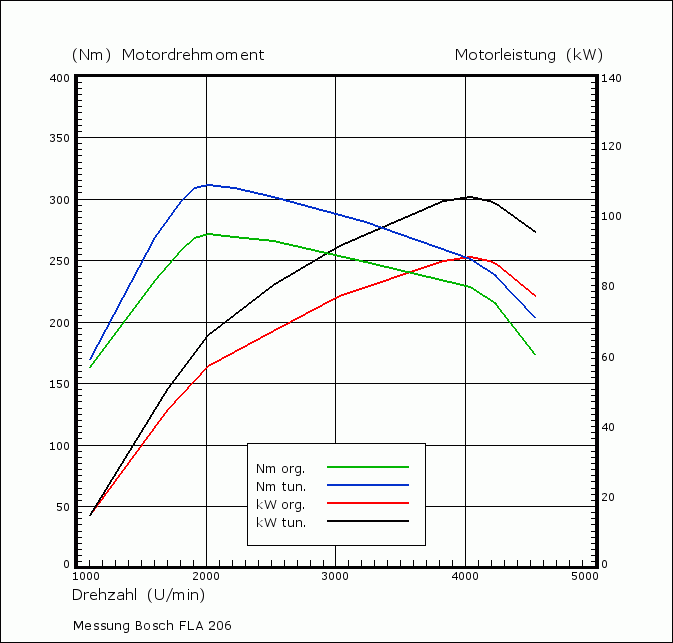 (Nm) Motordrehmoment Motorleistung (kW)
400 140
350 120
300 100
250 80
200 60
150 40
100 20
50
0 0
Nm org.
Nm tun.
kW org.
kW tun.
1000 2000 3000 4000 5000
Drehzahl (U/min)
Messung Bosch FLA 206